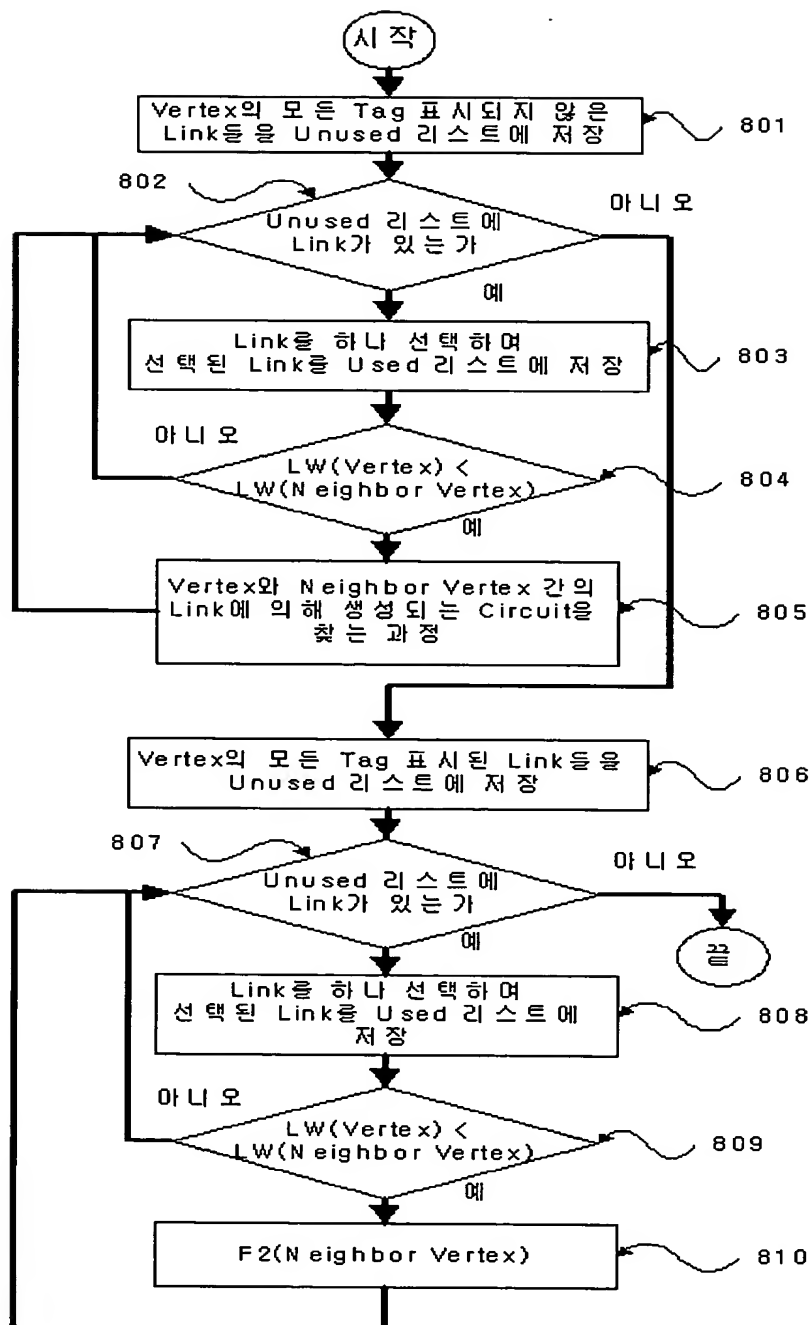 시작
Vertex의 모든 Tag 표시되지 않은
Link들을 Unused 리스트에 저장
801
802
Unused 리스트에
Link가 있는가
아니오
예
Link를 하나 선택하여
선택된 Link를 Used 리스트에 저장
803
아니오
LW(Vertex) <
LW(Neighbor Vertex)
804
예
Vertex와 Neighbor Vertex 간의
Link에 의해 생성되는 Circuit을
찾는 과정
805
Vertex의 모든 Tag 표시된 Link들을
Unused 리스트에 저장
806
807
Unused 리스트에
Link가 있는가
아니오
예
끝
Link를 하나 선택하여
선택된 Link를 Used 리스트에
저장
808
아니오
LW(Vertex) <
LW(Neighbor Vertex)
809
예
F2(Neighbor Vertex)
810